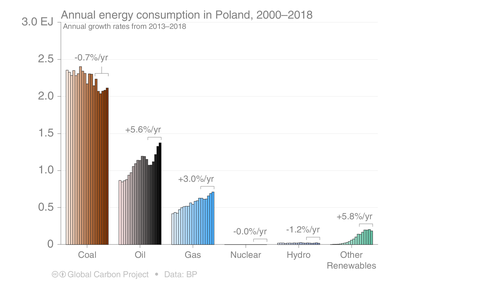 Annual energy consumption in Poland, 2000–2018
Annual growth rates from 2013–2018
3.0 EJ
2.5
2.0
1.5
1.0
0.5
0
-0.7%/yr
+5.6%/yr
+3.0%/yr
-0.0%/yr
-1.2%/yr
+5.8%/yr
Coal
Oil
Gas
Nuclear
Hydro
Other
Renewables
Global Carbon Project • Data: BP